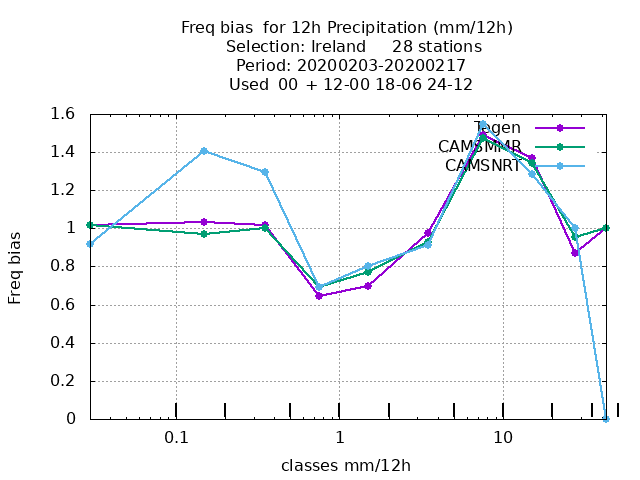 Freq bias  for 12h Precipitation (mm/12h)
Selection: Ireland     28 stations
Period: 20200203-20200217
Used  00 + 12-00 18-06 24-12
Freq bias
1.6
1.4
1.2
1
0.8
0.6
0.4
0.2
0
Tegen
CAMSMMR
CAMSNRT
0.1 1 10
classes mm/12h